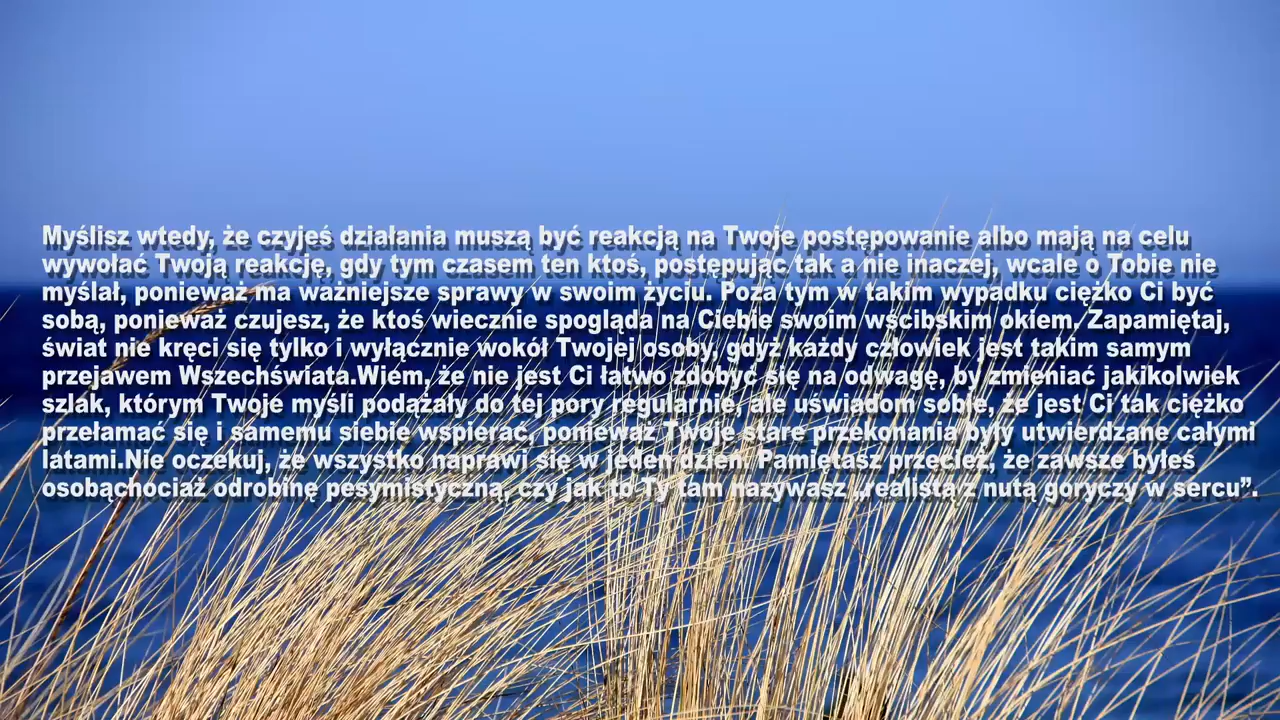 Myślisz wtedy, że czyjeś działania muszą być reakcją na Twoje postępowanie albo mają na celu
wywołać Twoją reakcję, gdy tym czasem ten ktoś, postępując tak a nie inaczej, wcale o Tobie nie
myślał, ponieważ ma ważniejsze sprawy w swoim życiu. Poza tym w takim wypadku ciężko Ci być
sobą, ponieważ czujesz, że ktoś wiecznie spogląda na Ciebie swoim wścibskim okiem. Zapamiętaj,
świat nie kręci się tylko i wyłącznie wokół Twojej osoby, gdyż każdy człowiek jest takim samym
przejawem Wszechświata.Wiem, że nie jest Ci łatwo zdobyć się na odwagę, by zmieniać jakikolwiek
szlak, którym Twoje myśli podążały do tej pory regularnie, ale uświadom sobie, że jest Ci tak ciężko
przełamać się i samemu siebie wspierać, ponieważ Twoje stare przekonania były utwierdzane całymi
latami.Nie oczekuj, że wszystko naprawi się w jeden dzień. Pamiętasz przecież, że zawsze byłeś
osobąchociaż odrobinę pesymistyczną, czy jak to Ty tam nazywasz „realistą z nutą goryczy w sercu”.